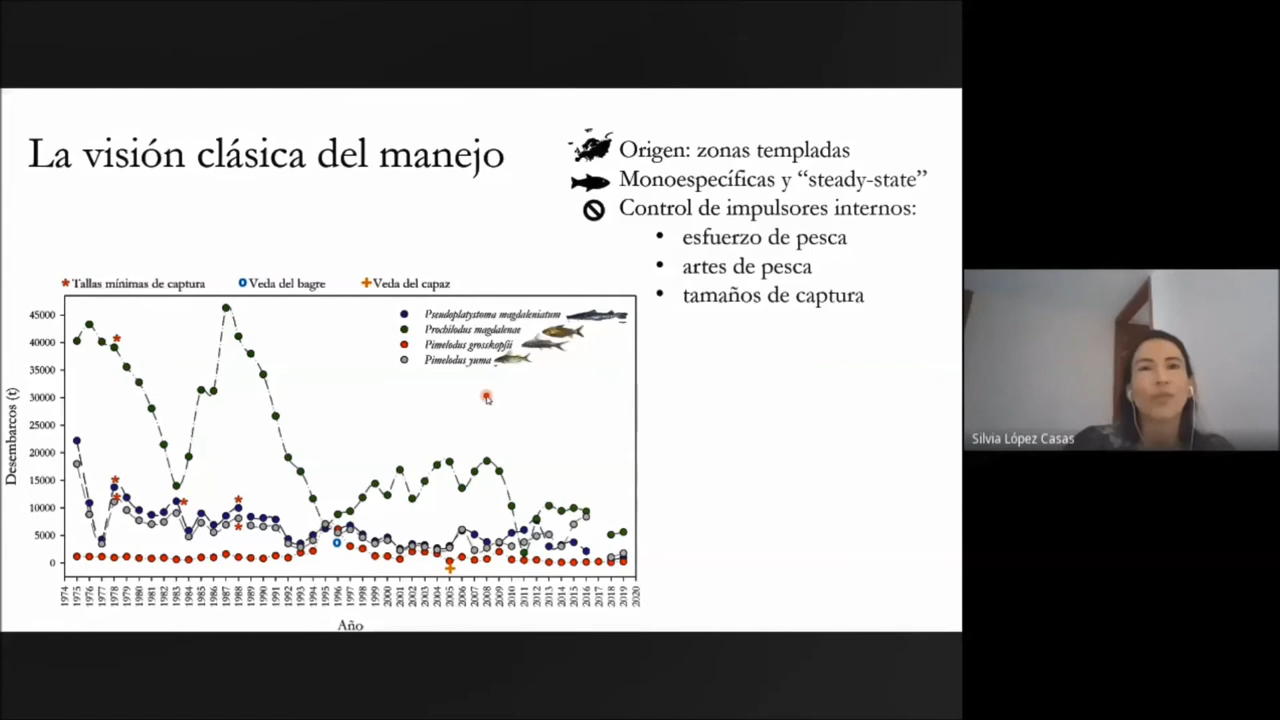 La visión clásica del manejo
Origen: zonas templadas
Monoespecíficas y “steady-state”
Control de impulsores internos:
• esfuerzo de pesca
• artes de pesca
• tamaños de captura
* Tallas mínimas de captura
Veda del bagre
+ Veda del capaz
Pseudoplatystoma magdaleniatum
Prochilodus magdalenae
Pimelodus grosskopfii
Pimelodus yuma
Desembarcos (t)
45000
40000
35000
30000
25000
20000
15000
10000
5000
0
1974 1975 1976 1977 1978 1979 1980 1981 1982 1983 1984 1985 1986 1987 1988 1989 1990 1991 1992 1993 1994 1995 1996 1997 1998 1999 2000 2001 2002 2003 2004 2005 2006 2007 2008 2009 2010 2011 2012 2013 2014 2015 2016 2017 2018 2019 2020
Año
Silvia López Casas